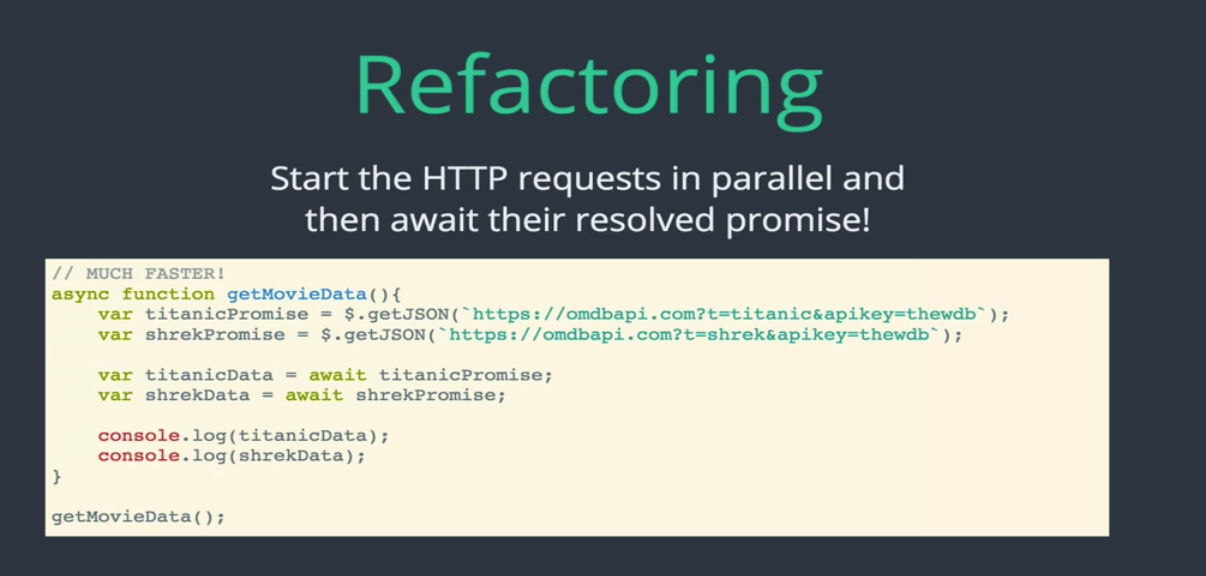 Refactoring
Start the HTTP requests in parallel and
then await their resolved promise!
// MUCH FASTER!
async function getMovieData(){
    var titanicPromise = $.getJSON(`https://omdbapi.com?t=titanic&apikey=thewdb`);
    var shrekPromise = $.getJSON(`https://omdbapi.com?t=shrek&apikey=thewdb`);
    var titanicData = await titanicPromise;
    var shrekData = await shrekPromise;
    console.log(titanicData);
    console.log(shrekData);
}
getMovieData();